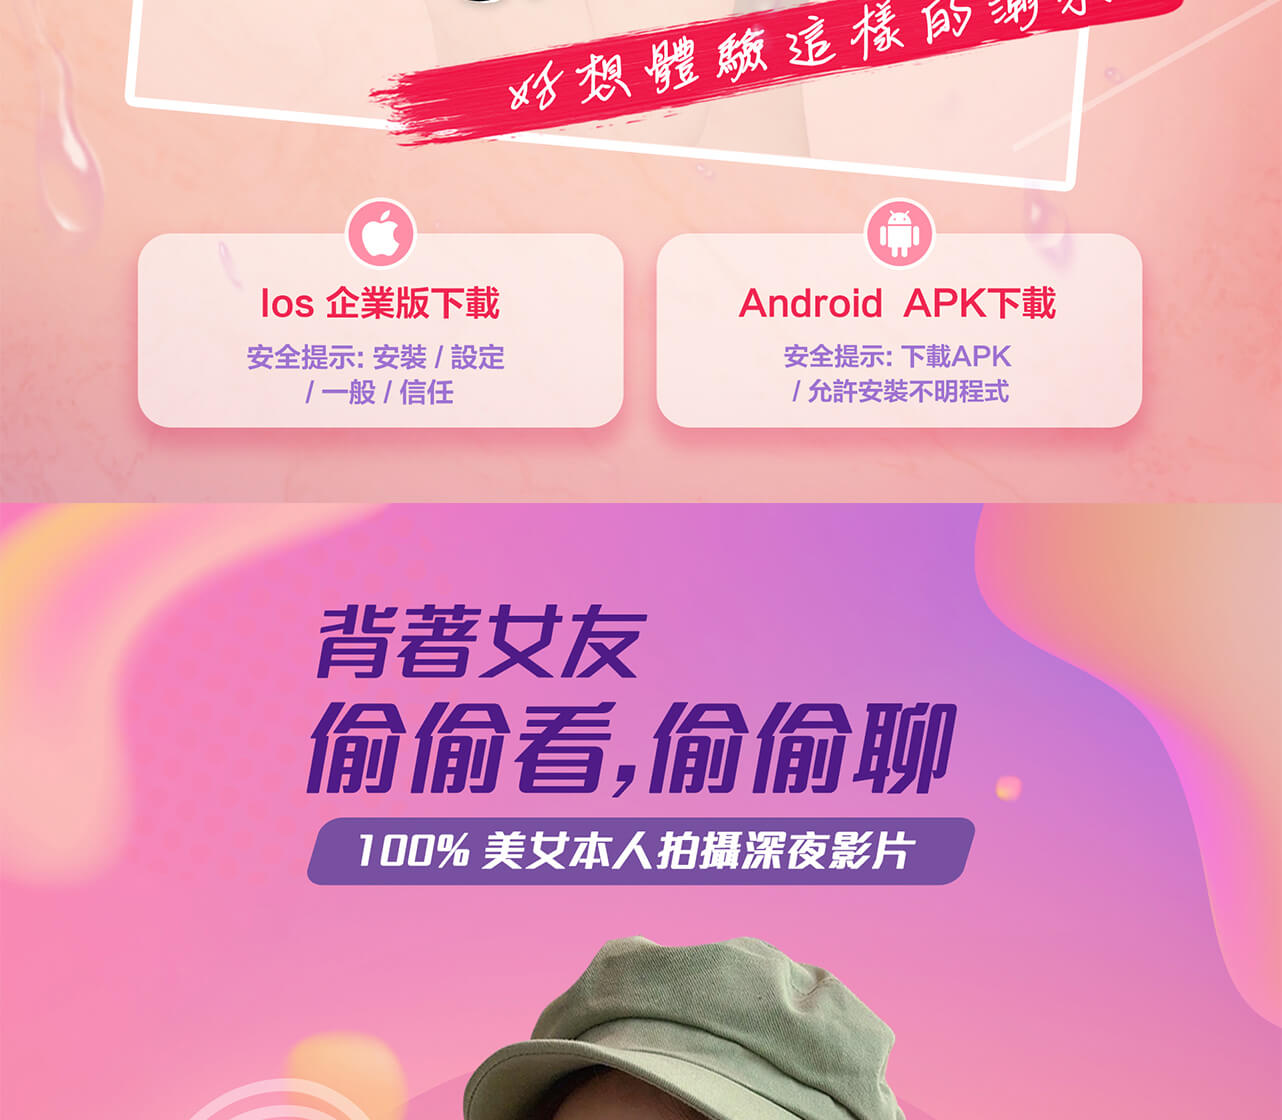 好想體驗這樣的
Ios 企業版下載
安全提示: 安裝 / 設定
/ 一般 / 信任
Android APK下載
安全提示: 下載APK
/ 允許安裝不明程式
背著女友
偷偷看,偷偷聊
100% 美女本人拍攝深夜影片